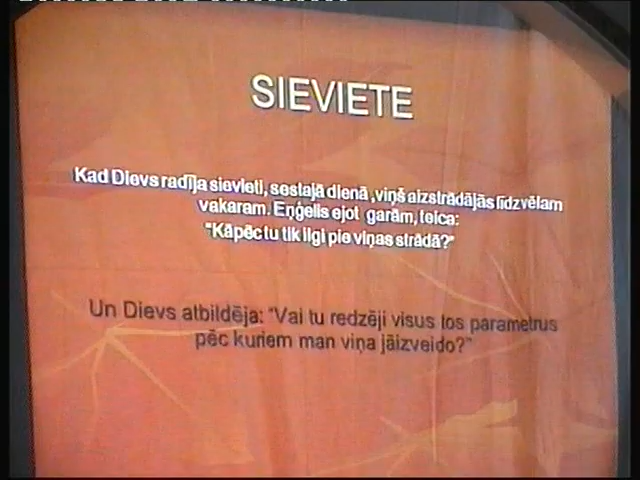 SIEVIETE
Kad Dievs radīja sievieti, sestajā dienā ,viņš aizstrādājās līdz vēlam
vakaram. Eņģelis ejot garām, teica:
"Kāpēc tu tik ilgi pie viņas strādā?"
Un Dievs atbildēja: "Vai tu redzēji visus tos parametrus
pēc kuriem man viņa jāizveido?"